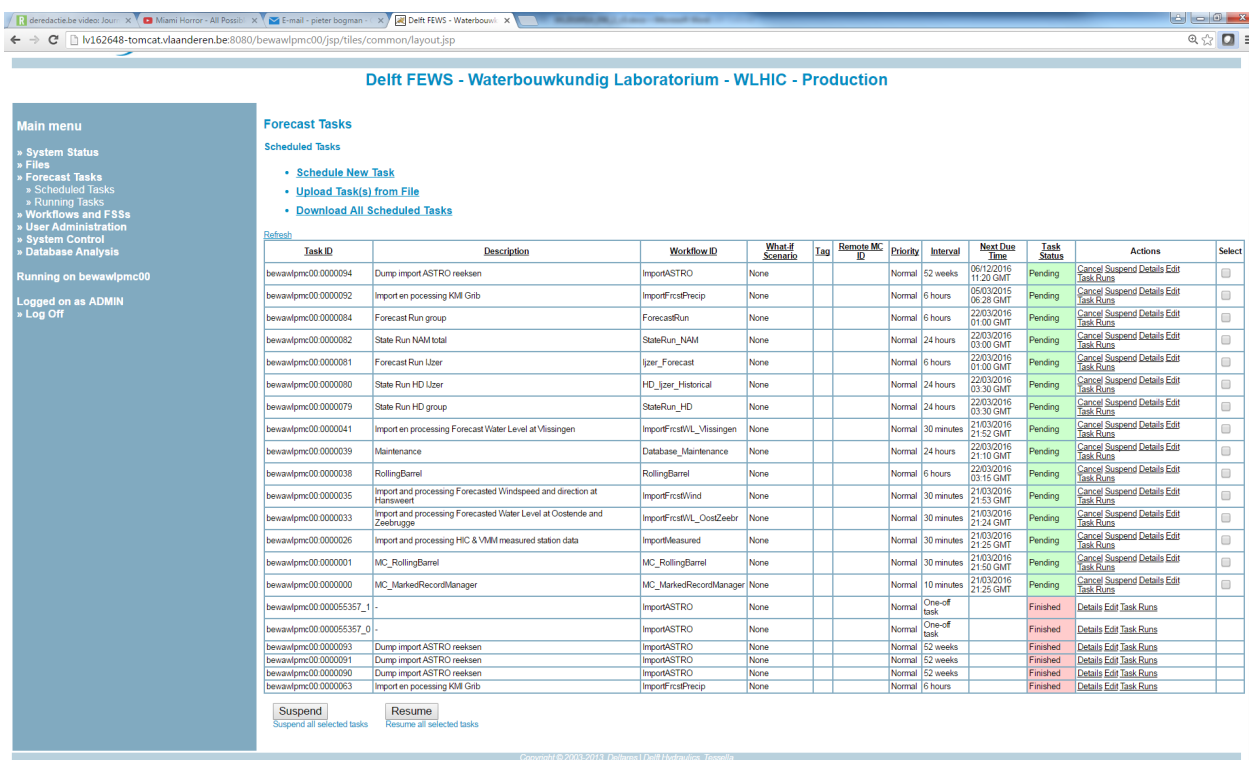 deredactie.be video: Journ
Miami Horror - All Possib
E-mail - pieter bogman -
Delft FEWS - Waterbouwk
lv162648-tomcat.vlaanderen.be:8080/bewawlpmc00/jsp/tiles/common/layout.jsp
Delft FEWS - Waterbouwkundig Laboratorium - WLHIC - Production
Main menu
» System Status
» Files
» Forecast Tasks
» Scheduled Tasks
» Running Tasks
» Workflows and FSSs
» User Administration
» System Control
» Database Analysis
Running on bewawlpmc00
Logged on as ADMIN
» Log Off
Forecast Tasks
Scheduled Tasks
• Schedule New Task
• Upload Task(s) from File
• Download All Scheduled Tasks
Refresh
Task ID Description Workflow ID What-if Scenario Tag Remote MC ID Priority Interval Next Due Time Task Status Actions Select
bewawlpmc00:0000094 Dump import ASTRO reeksen ImportASTRO None Normal 52 weeks 06/12/2016 11:20 GMT Pending Cancel Suspend Details Edit Task Runs
bewawlpmc00:0000092 Import en pocessing KMI Grib ImportFrcstPrecip None Normal 6 hours 05/03/2015 06:28 GMT Pending Cancel Suspend Details Edit Task Runs
bewawlpmc00:0000084 Forecast Run group ForecastRun None Normal 6 hours 22/03/2016 01:00 GMT Pending Cancel Suspend Details Edit Task Runs
bewawlpmc00:0000082 State Run NAM total StateRun_NAM None Normal 24 hours 22/03/2016 03:00 GMT Pending Cancel Suspend Details Edit Task Runs
bewawlpmc00:0000081 Forecast Run IJzer Ijzer_Forecast None Normal 6 hours 22/03/2016 01:00 GMT Pending Cancel Suspend Details Edit Task Runs
bewawlpmc00:0000080 State Run HD IJzer HD_Ijzer_Historical None Normal 24 hours 22/03/2016 03:30 GMT Pending Cancel Suspend Details Edit Task Runs
bewawlpmc00:0000079 State Run HD group StateRun_HD None Normal 24 hours 22/03/2016 03:30 GMT Pending Cancel Suspend Details Edit Task Runs
bewawlpmc00:0000041 Import en processing Forecast Water Level at Vlissingen ImportFrcstWL_Vlissingen None Normal 30 minutes 21/03/2016 21:52 GMT Pending Cancel Suspend Details Edit Task Runs
bewawlpmc00:0000039 Maintenance Database_Maintenance None Normal 24 hours 22/03/2016 21:10 GMT Pending Cancel Suspend Details Edit Task Runs
bewawlpmc00:0000038 RollingBarrel RollingBarrel None Normal 6 hours 22/03/2016 03:15 GMT Pending Cancel Suspend Details Edit Task Runs
bewawlpmc00:0000035 Import and processing Forecasted Windspeed and direction at Hansweert ImportFrcstWind None Normal 30 minutes 21/03/2016 21:53 GMT Pending Cancel Suspend Details Edit Task Runs
bewawlpmc00:0000033 Import and processing Forecasted Water Level at Oostende and Zeebrugge ImportFrcstWL_OostZeebr None Normal 30 minutes 21/03/2016 21:24 GMT Pending Cancel Suspend Details Edit Task Runs
bewawlpmc00:0000026 Import and processing HIC & VMM measured station data ImportMeasured None Normal 30 minutes 21/03/2016 21:25 GMT Pending Cancel Suspend Details Edit Task Runs
bewawlpmc00:0000001 MC_RollingBarrel MC_RollingBarrel None Normal 30 minutes 21/03/2016 21:50 GMT Pending Cancel Suspend Details Edit Task Runs
bewawlpmc00:0000000 MC_MarkedRecordManager MC_MarkedRecordManager None Normal 10 minutes 21/03/2016 21:25 GMT Pending Cancel Suspend Details Edit Task Runs
bewawlpmc00:000055357_1 - ImportASTRO None Normal One-off task Finished Details Edit Task Runs
bewawlpmc00:000055357_0 - ImportASTRO None Normal One-off task Finished Details Edit Task Runs
bewawlpmc00:0000093 Dump import ASTRO reeksen ImportASTRO None Normal 52 weeks Finished Details Edit Task Runs
bewawlpmc00:0000091 Dump import ASTRO reeksen ImportASTRO None Normal 52 weeks Finished Details Edit Task Runs
bewawlpmc00:0000090 Dump import ASTRO reeksen ImportASTRO None Normal 52 weeks Finished Details Edit Task Runs
bewawlpmc00:0000063 Import en pocessing KMI Grib ImportFrcstPrecip None Normal 6 hours Finished Details Edit Task Runs
Suspend Resume
Suspend all selected tasks Resume all selected tasks